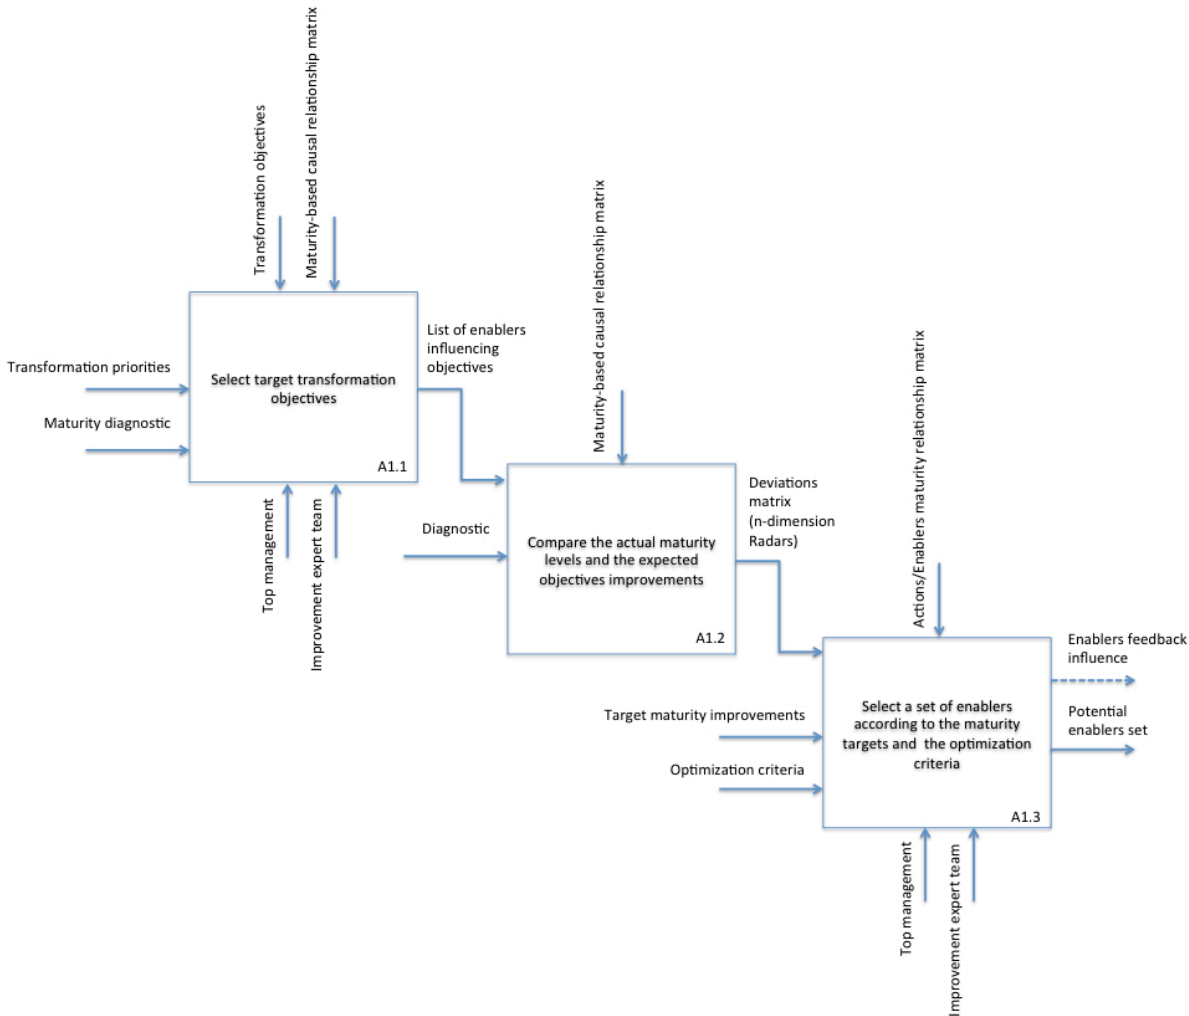 Transformation objectives
Maturity-based causal relationship matrix
Transformation priorities
Maturity diagnostic
Select target transformation
objectives
A1.1
Top management
Improvement expert team
List of enablers
influencing
objectives
Maturity-based causal relationship matrix
Diagnostic
Compare the actual maturity
levels and the expected
objectives improvements
A1.2
Deviations
matrix
(n-dimension
Radars)
Actions/Enablers maturity relationship matrix
Target maturity improvements
Optimization criteria
Select a set of enablers
according to the maturity
targets and the optimization
criteria
A1.3
Top management
Improvement expert team
Enablers feedback
influence
Potential
enablers set